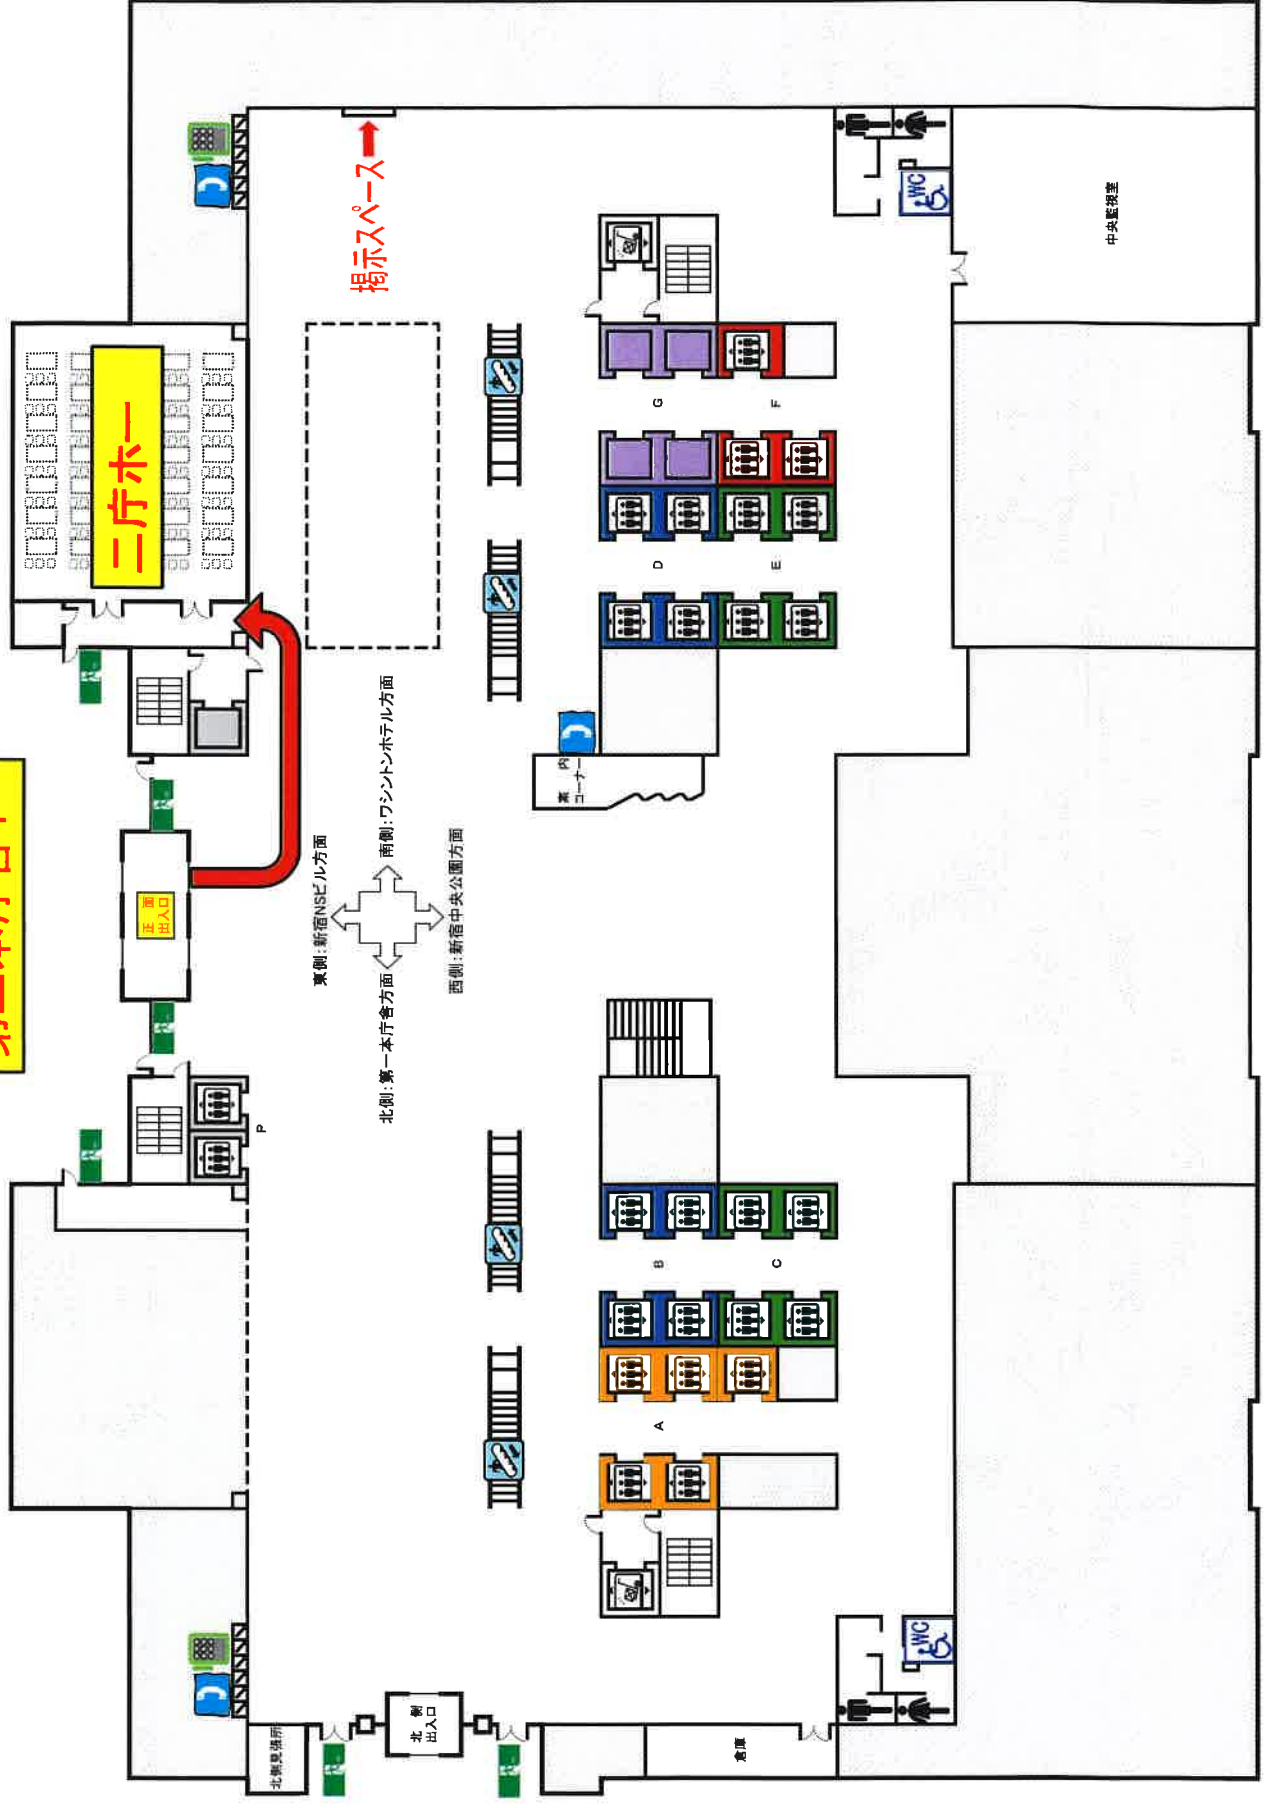 二庁ホー
掲示スペース
正面
出入口
東側:新宿NSビル方面
南側:ワシントンホテル方面
北側:第一本庁舎方面
西側:新宿中央公園方面
案内
コーナー
P
G
F
D
E
B
C
A
WC
中央監視室
北側見張所
北側
出入口
倉庫
WC